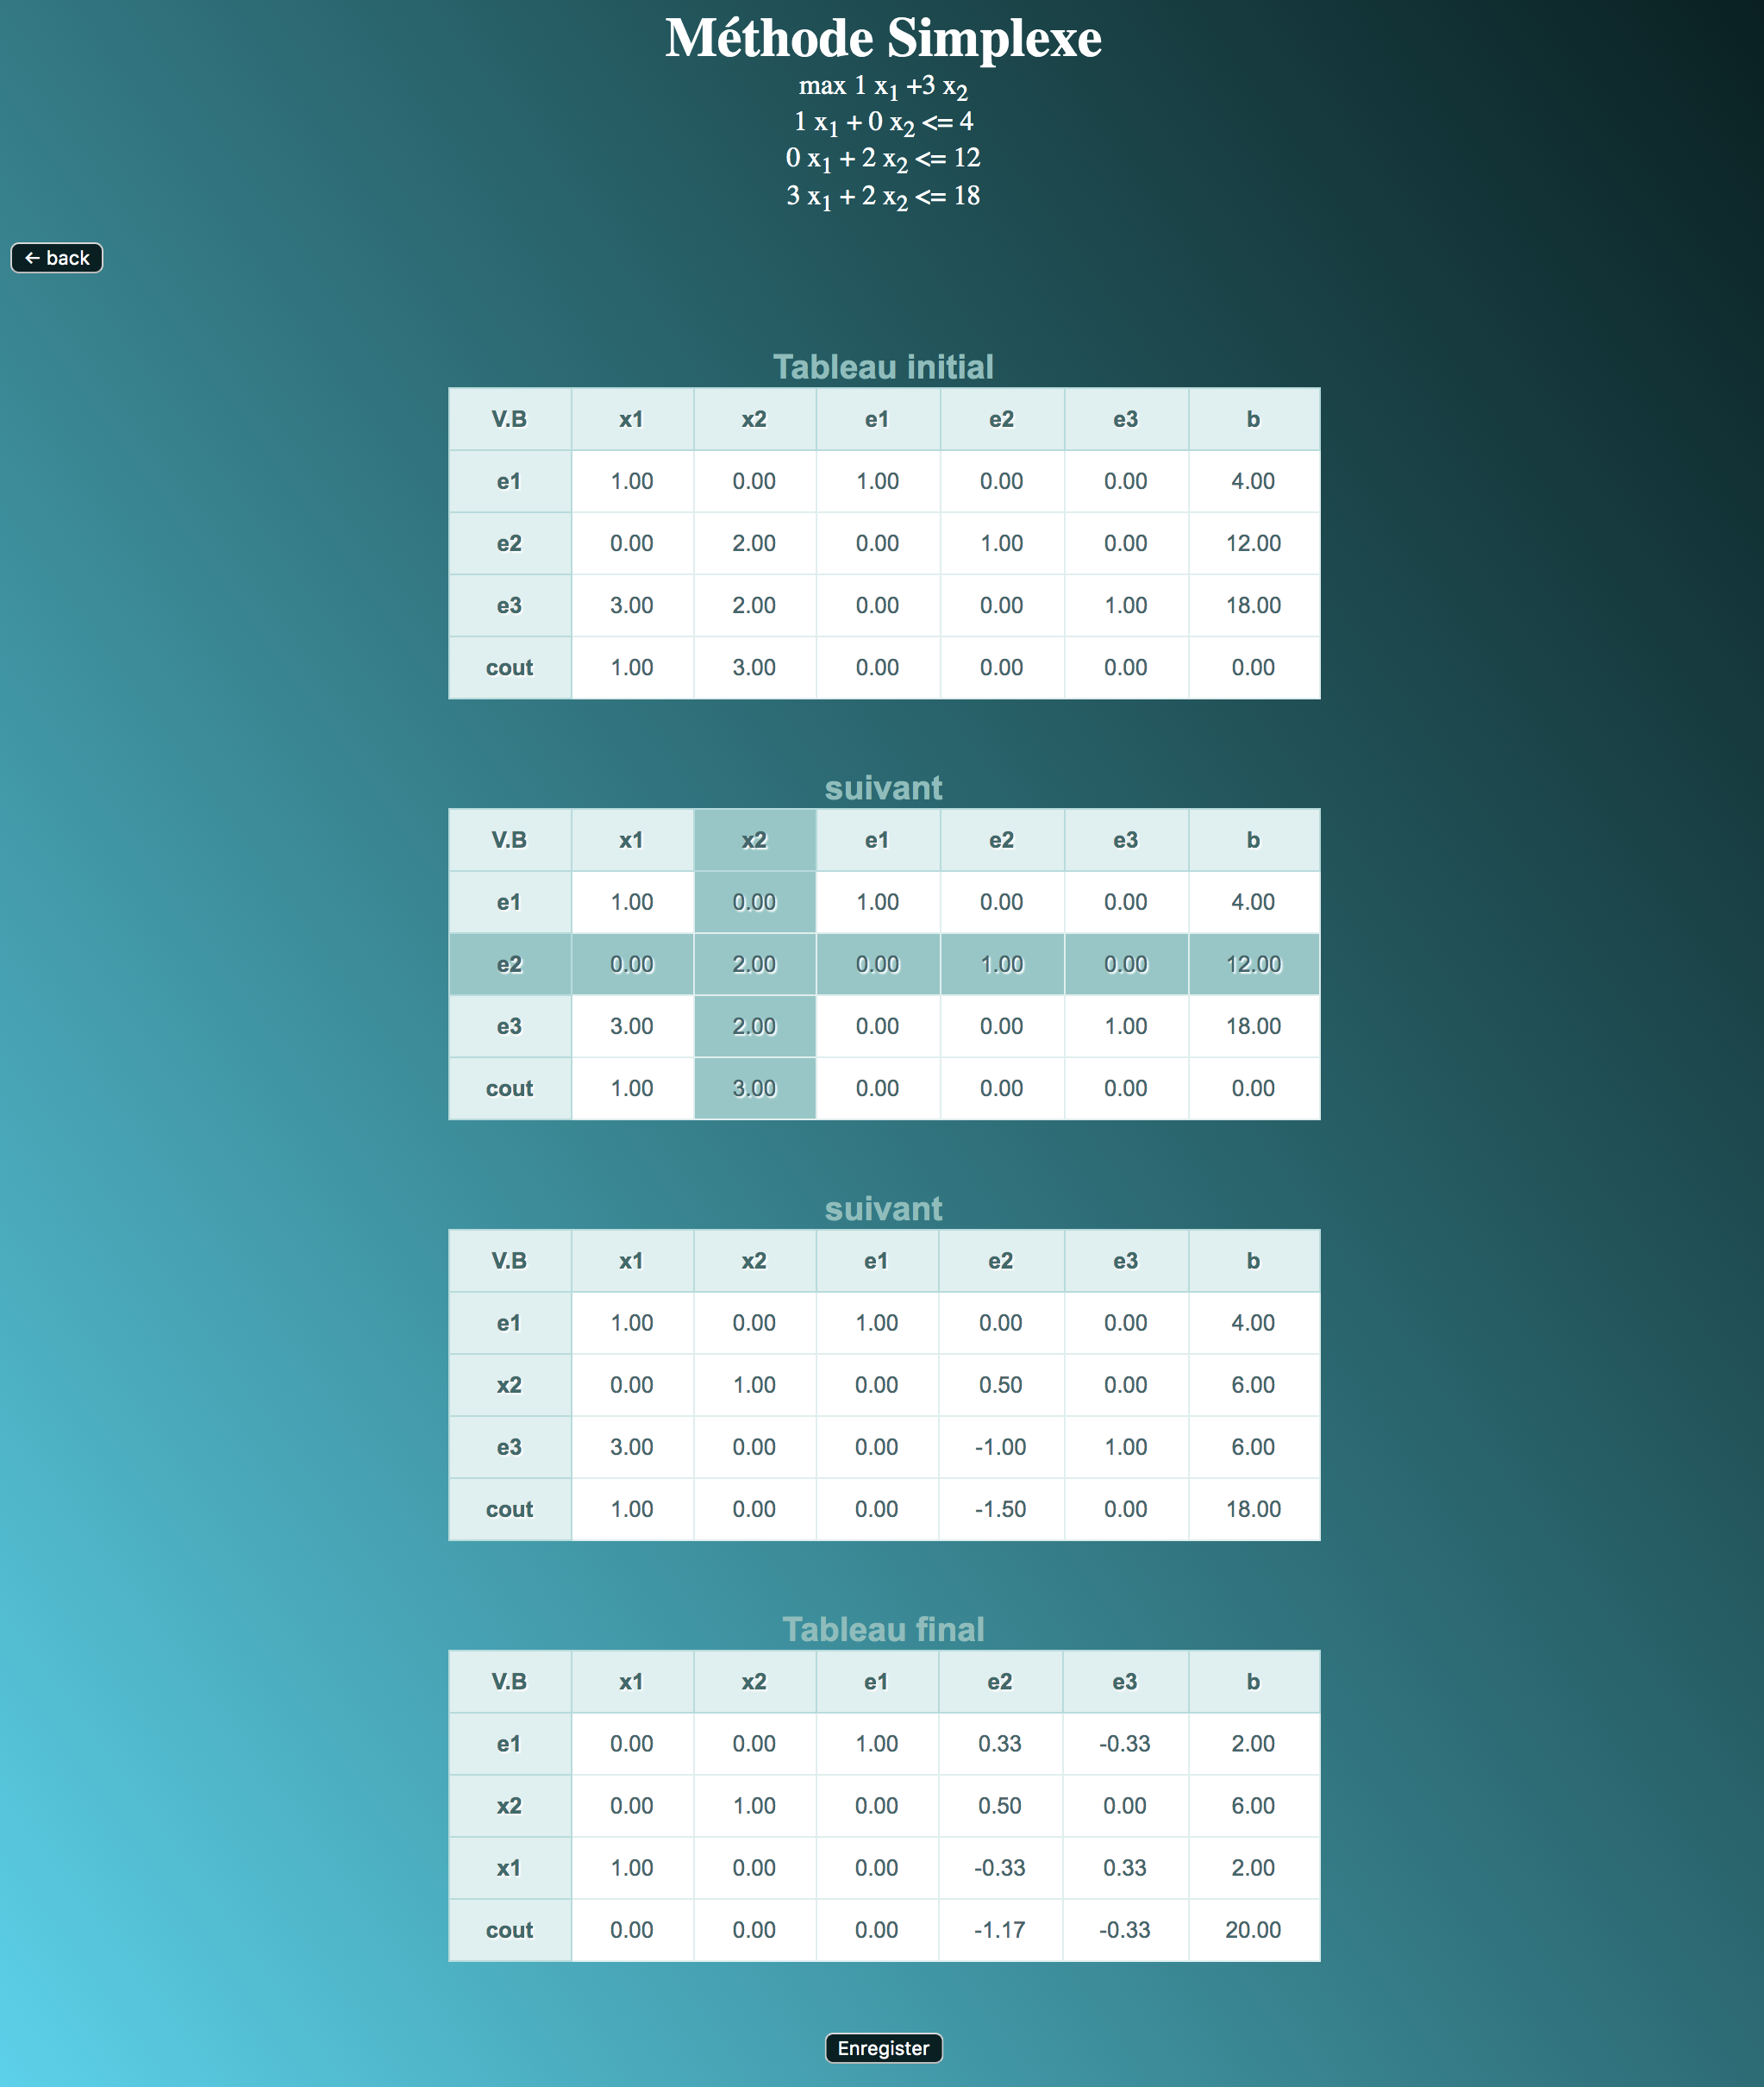 Méthode Simplexe
max 1 x₁ +3 x₂
1 x₁ + 0 x₂ <= 4
0 x₁ + 2 x₂ <= 12
3 x₁ + 2 x₂ <= 18
← back
Tableau initial
V.B x1 x2 e1 e2 e3 b
e1 1.00 0.00 1.00 0.00 0.00 4.00
e2 0.00 2.00 0.00 1.00 0.00 12.00
e3 3.00 2.00 0.00 0.00 1.00 18.00
cout 1.00 3.00 0.00 0.00 0.00 0.00
suivant
V.B x1 x2 e1 e2 e3 b
e1 1.00 0.00 1.00 0.00 0.00 4.00
e2 0.00 2.00 0.00 1.00 0.00 12.00
e3 3.00 2.00 0.00 0.00 1.00 18.00
cout 1.00 3.00 0.00 0.00 0.00 0.00
suivant
V.B x1 x2 e1 e2 e3 b
e1 1.00 0.00 1.00 0.00 0.00 4.00
x2 0.00 1.00 0.00 0.50 0.00 6.00
e3 3.00 0.00 0.00 -1.00 1.00 6.00
cout 1.00 0.00 0.00 -1.50 0.00 18.00
Tableau final
V.B x1 x2 e1 e2 e3 b
e1 0.00 0.00 1.00 0.33 -0.33 2.00
x2 0.00 1.00 0.00 0.50 0.00 6.00
x1 1.00 0.00 0.00 -0.33 0.33 2.00
cout 0.00 0.00 0.00 -1.17 -0.33 20.00
Enregister